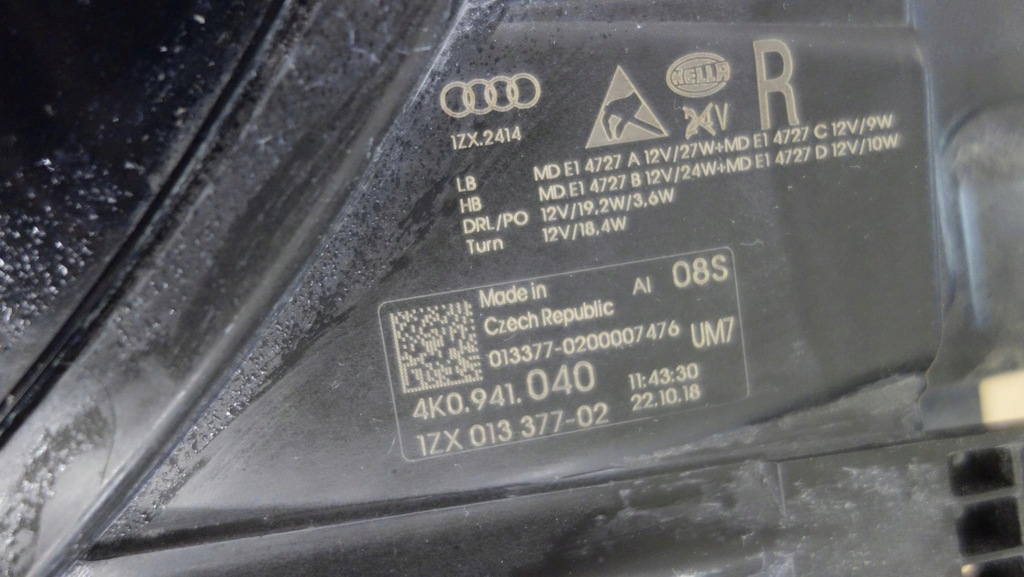 HELLA
R
24V
1ZX.2414
LB MD E1 4727 A 12V/27W+MD E1 4727 C 12V/9W
HB MD E1 4727 B 12V/24W+MD E1 4727 D 12V/10W
DRL/PO 12V/19,2W/3,6W
Turn 12V/18,4W
Made in AI 08S
Czech Republic
013377-0200007476 UM7
4K0.941.040 11:43:30
1ZX 013 377-02 22.10.18